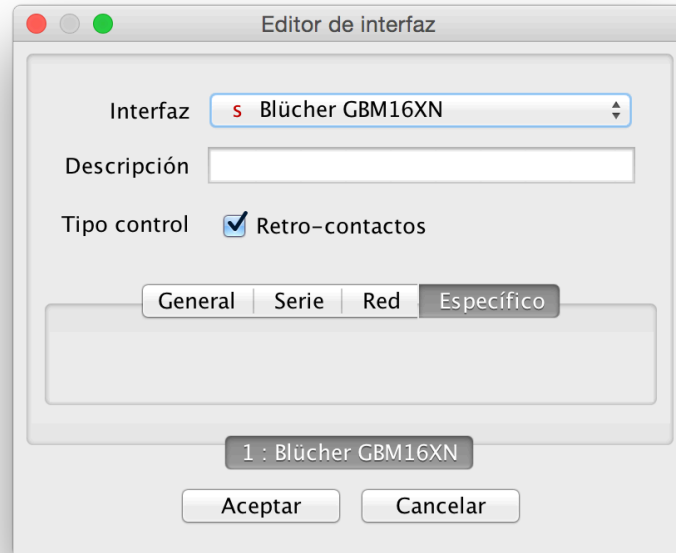 Editor de interfaz
Interfaz s Blücher GBM16XN
Descripción
Tipo control Retro-contactos
General Serie Red Específico
1 : Blücher GBM16XN
Aceptar Cancelar